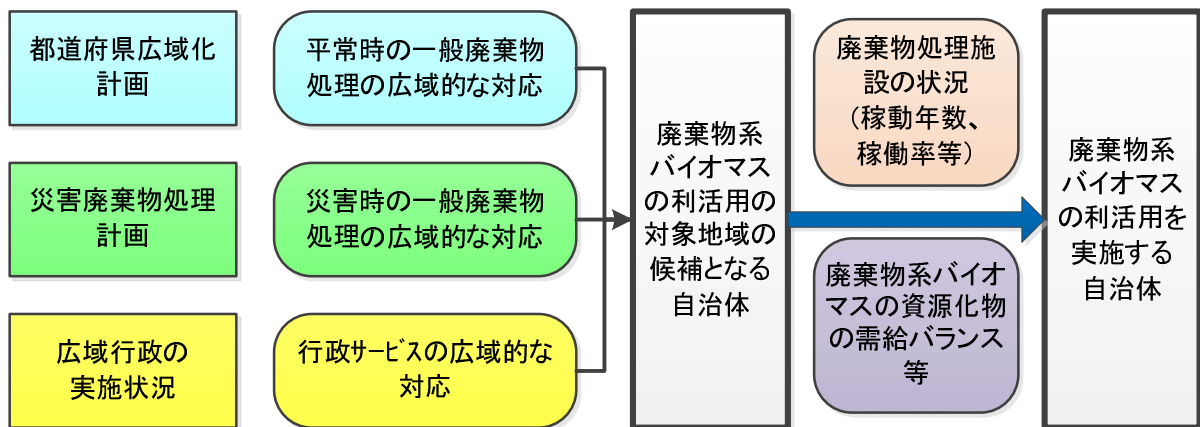 都道府県広域化
計画
平常時の一般廃棄物
処理の広域的な対応
災害廃棄物処理
計画
災害時の一般廃棄物
処理の広域的な対応
広域行政の
実施状況
行政サービスの広域的な
対応
廃棄物系
バイオマス
の利活用の
対象地域の
候補となる
自治体
廃棄物処理施
設の状況
（稼動年数、
稼働率等）
廃棄物系バイオ
マスの資源化物
の需給バランス
等
廃棄物系
バイオマス
の利活用を
実施する
自治体